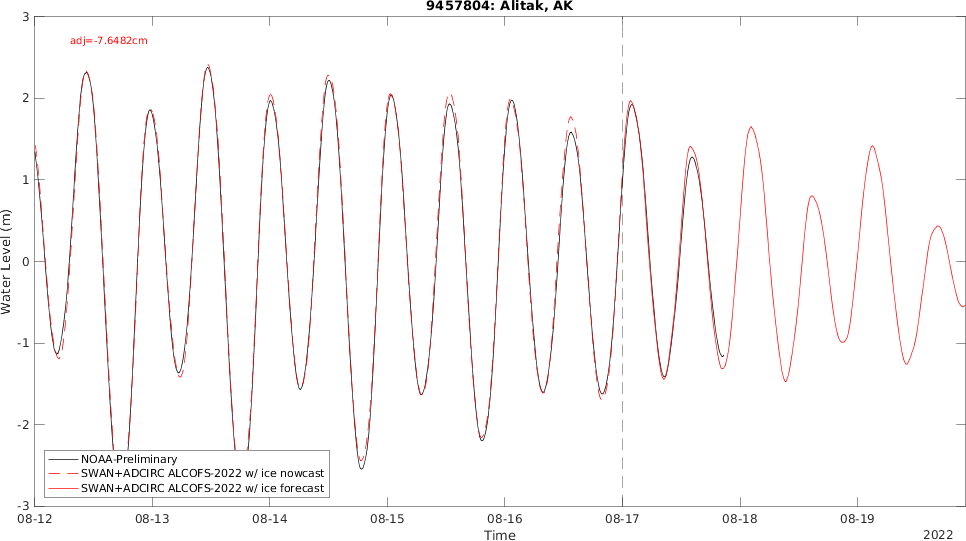 9457804: Alitak, AK
adj=-7.6482cm
3
2
1
0
-1
-2
-3
Water Level (m)
NOAA-Preliminary
SWAN+ADCIRC ALCOFS-2022 w/ ice nowcast
SWAN+ADCIRC ALCOFS-2022 w/ ice forecast
08-12 08-13 08-14 08-15 08-16 08-17 08-18 08-19
Time
2022